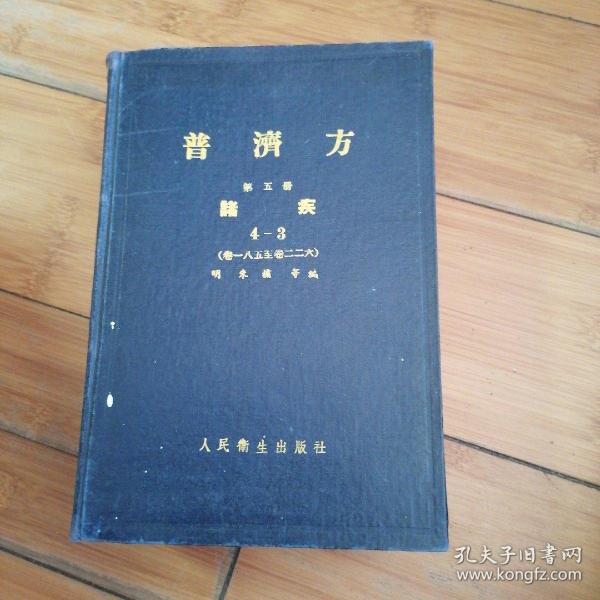 普濟方
第五册
諸疾
4-3
(卷一八五至卷二二六)
明 朱橚 等編
人民衛生出版社
孔夫子旧書网
www.kongfz.com